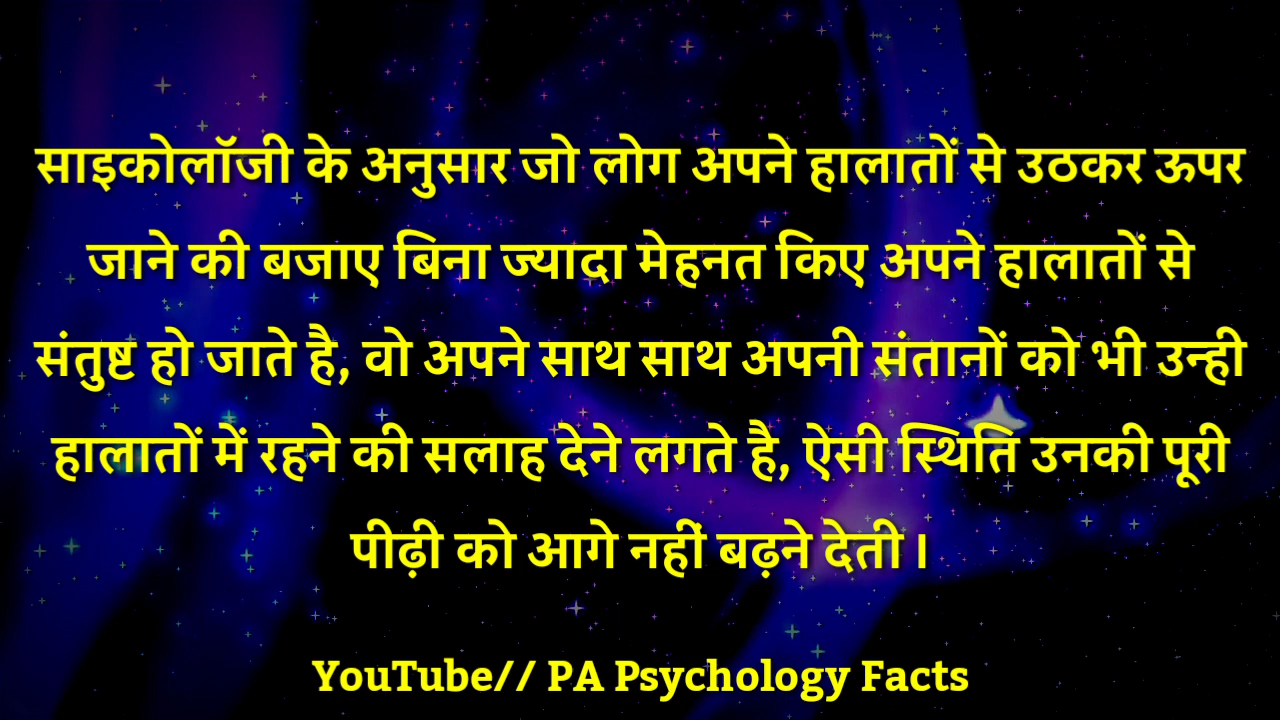 साइकोलॉजी के अनुसार जो लोग अपने हालातों से उठकर ऊपर
जाने की बजाए बिना ज्यादा मेहनत किए अपने हालातों से
संतुष्ट हो जाते है, वो अपने साथ साथ अपनी संतानों को भी उन्ही
हालातों में रहने की सलाह देने लगते है, ऐसी स्थिति उनकी पूरी
पीढ़ी को आगे नहीं बढ़ने देती ।
YouTube// PA Psychology Facts